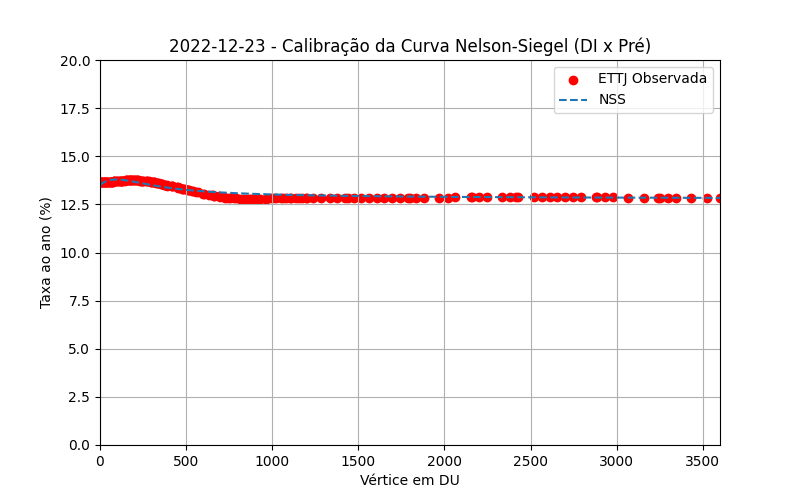 2022-12-23 - Calibração da Curva Nelson-Siegel (DI x Pré)
20.0
17.5
15.0
12.5
10.0
7.5
5.0
2.5
0.0
Taxa ao ano (%)
ETTJ Observada
NSS
0 500 1000 1500 2000 2500 3000 3500
Vértice em DU